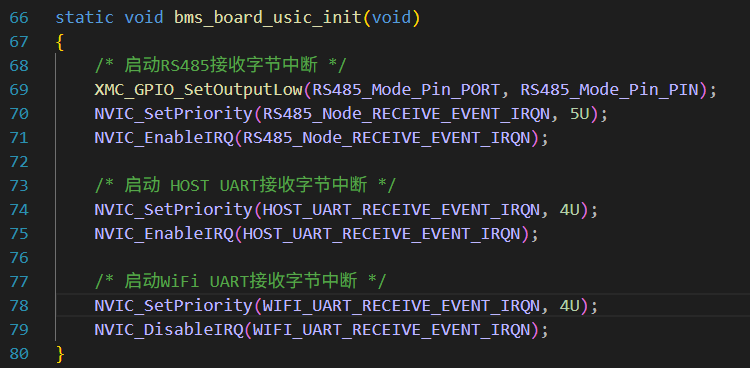 66 static void bms_board_usic_init(void)
67 {
68 /* 启动RS485接收字节中断 */
69 XMC_GPIO_SetOutputLow(RS485_Mode_Pin_PORT, RS485_Mode_Pin_PIN);
70 NVIC_SetPriority(RS485_Node_RECEIVE_EVENT_IRQN, 5U);
71 NVIC_EnableIRQ(RS485_Node_RECEIVE_EVENT_IRQN);
72
73 /* 启动 HOST UART接收字节中断 */
74 NVIC_SetPriority(HOST_UART_RECEIVE_EVENT_IRQN, 4U);
75 NVIC_EnableIRQ(HOST_UART_RECEIVE_EVENT_IRQN);
76
77 /* 启动WiFi UART接收字节中断 */
78 NVIC_SetPriority(WIFI_UART_RECEIVE_EVENT_IRQN, 4U);
79 NVIC_DisableIRQ(WIFI_UART_RECEIVE_EVENT_IRQN);
80 }